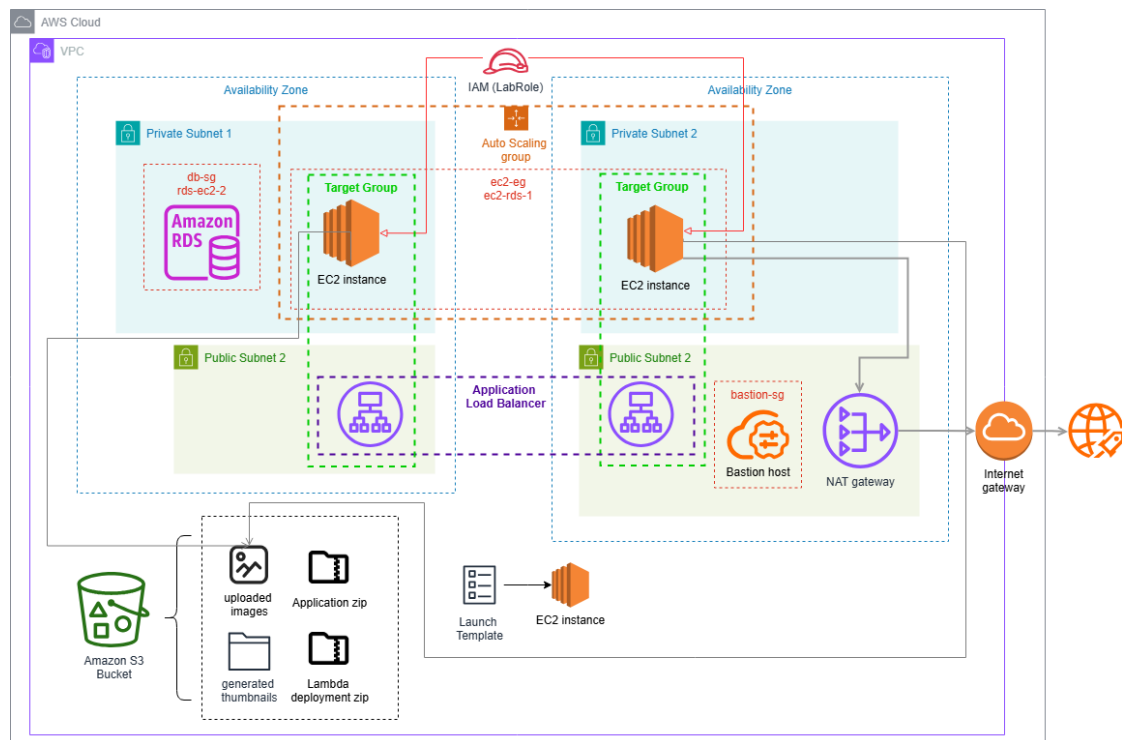 AWS Cloud
VPC
IAM (LabRole)
Availability Zone
Availability Zone
Auto Scaling
group
Private Subnet 1
Private Subnet 2
db-sg
rds-ec2-2
Amazon
RDS
Target Group
ec2-eg
ec2-rds-1
Target Group
EC2 instance
EC2 instance
Public Subnet 2
Public Subnet 2
Application
Load Balancer
bastion-sg
Bastion host
NAT gateway
Internet
gateway
uploaded
images
Application zip
Launch
Template
EC2 instance
Amazon S3
Bucket
generated
thumbnails
Lambda
deployment zip